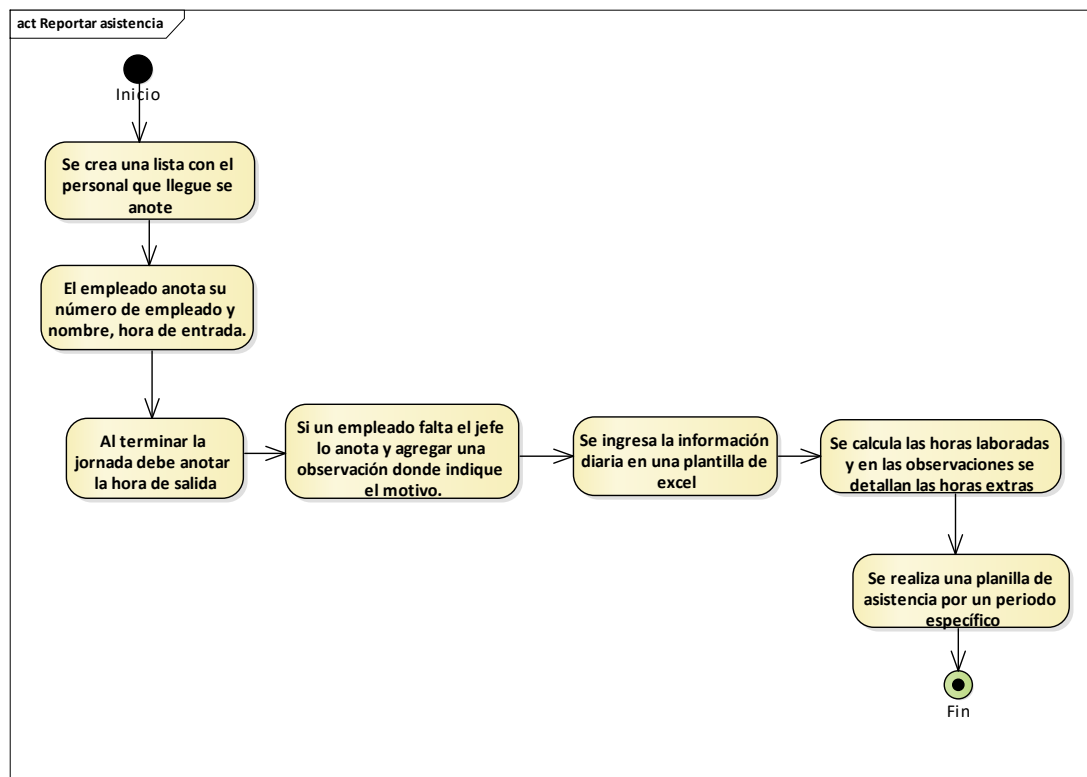 act Reportar asistencia
Inicio
Se crea una lista con el
personal que llegue se
anote
El empleado anota su
número de empleado y
nombre, hora de entrada.
Al terminar la
jornada debe anotar
la hora de salida
Si un empleado falta el jefe
lo anota y agregar una
observación donde indique
el motivo.
Se ingresa la información
diaria en una plantilla de
excel
Se calcula las horas laboradas
y en las observaciones se
detallan las horas extras
Se realiza una planilla de
asistencia por un periodo
específico
Fin